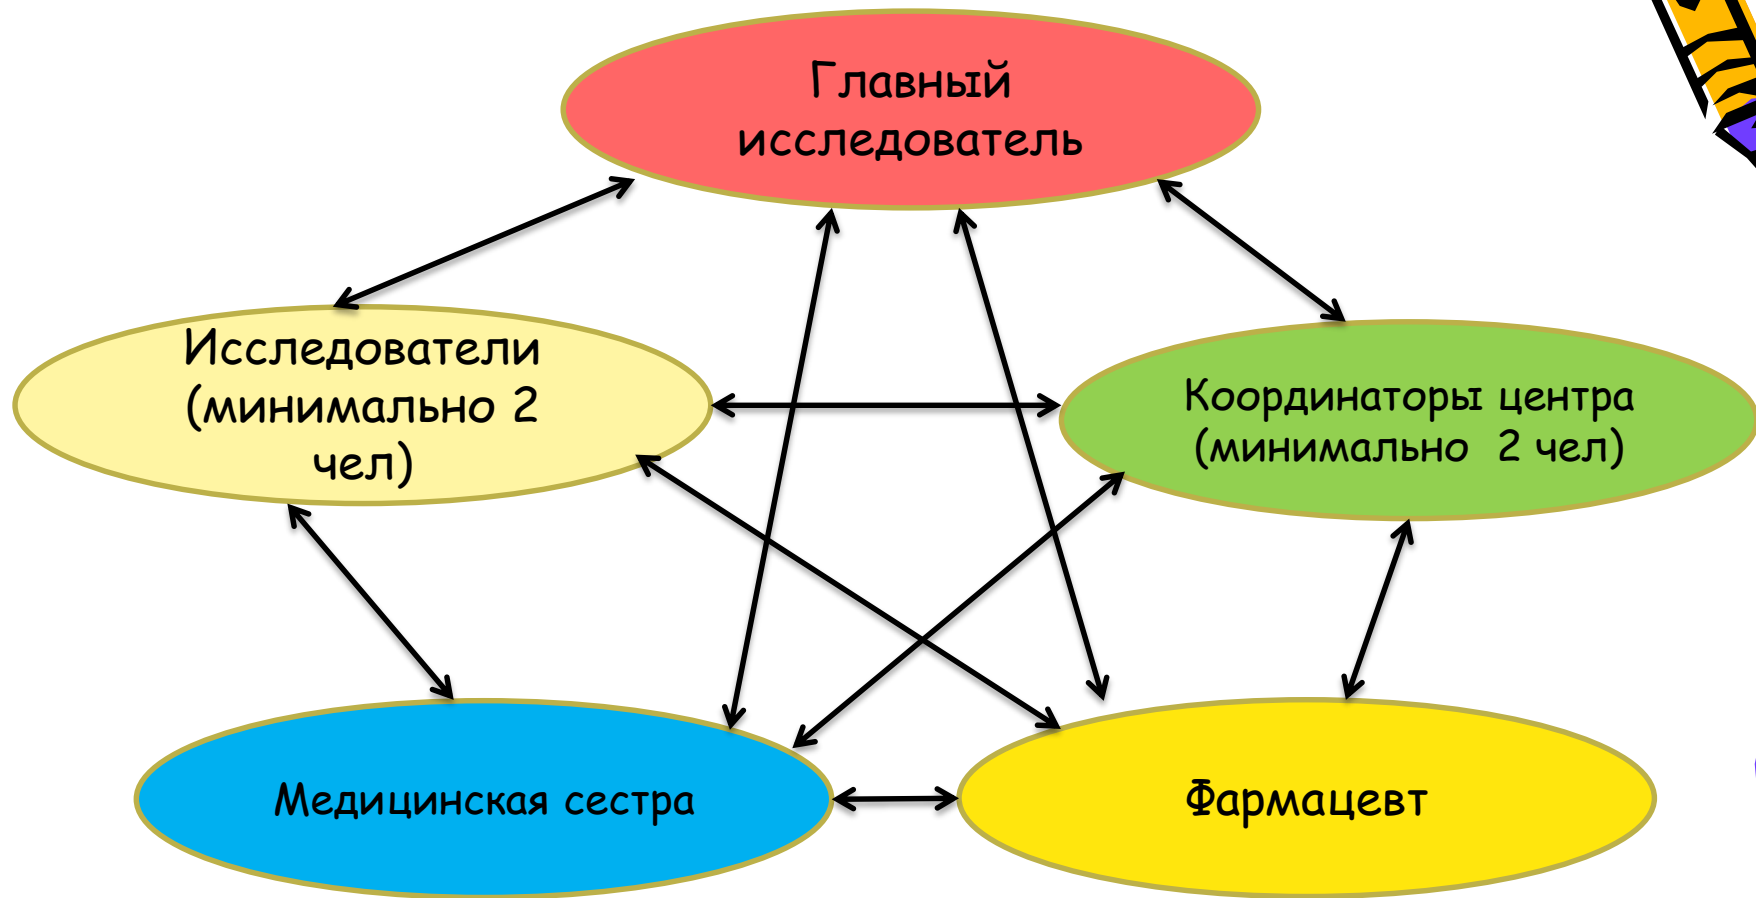 Главный
исследователь
Исследователи
(минимально 2
чел)
Координаторы центра
(минимально 2 чел)
Медицинская сестра
Фармацевт